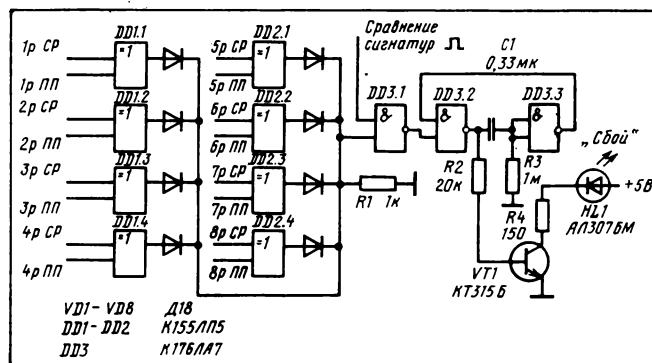 DD1.1
1р СР
=1
1р ПП
DD1.2
2р СР
=1
2р ПП
DD1.3
3р СР
=1
3р ПП
DD1.4
4р СР
=1
4р ПП
DD2.1
5р СР
=1
5р ПП
DD2.2
6р СР
=1
6р ПП
DD2.3
7р СР
=1
7р ПП
DD2.4
8р СР
=1
8р ПП
Сравнение
сигнатур
C1
0,33мк
DD3.1
&
DD3.2
&
DD3.3
&
R1 1к
R2
20к
R3
1м
R4
150
„Сбой“
+5В
HL1
АЛ307БМ
VT1
КТ315Б
VD1-VD8 Д18
DD1-DD2 К155ЛП5
DD3 К176ЛА7